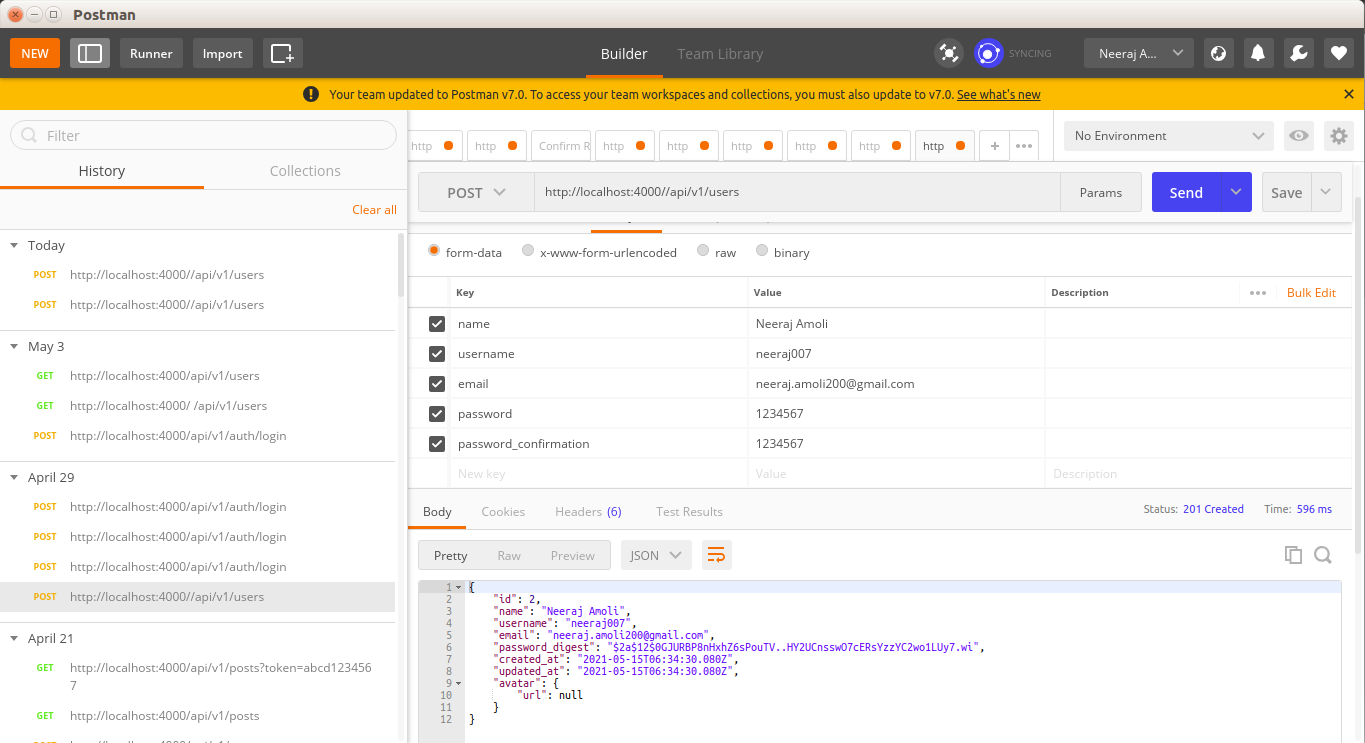 Postman
NEW
Runner
Import
Builder
Team Library
SYNCING
Neeraj A...
Your team updated to Postman v7.0. To access your team workspaces and collections, you must also update to v7.0. See what's new
Filter
History
Collections
Clear all
Today
POST http://localhost:4000//api/v1/users
POST http://localhost:4000//api/v1/users
May 3
GET http://localhost:4000/api/v1/users
GET http://localhost:4000/ /api/v1/users
POST http://localhost:4000/api/v1/auth/login
April 29
POST http://localhost:4000/api/v1/auth/login
POST http://localhost:4000/api/v1/auth/login
POST http://localhost:4000/api/v1/auth/login
POST http://localhost:4000//api/v1/users
April 21
GET http://localhost:4000/api/v1/posts?token=abcd123456
7
GET http://localhost:4000/api/v1/posts
http
http
Confirm R
http
http
http
http
http
http
No Environment
POST
http://localhost:4000//api/v1/users
Params
Send
Save
form-data
x-www-form-urlencoded
raw
binary
Key Value Description
Bulk Edit
name Neeraj Amoli
username neeraj007
email neeraj.amoli200@gmail.com
password 1234567
password_confirmation 1234567
New key Value Description
Body
Cookies
Headers (6)
Test Results
Status: 201 Created
Time: 596 ms
Pretty
Raw
Preview
JSON
1 {
2 "id": 2,
3 "name": "Neeraj Amoli",
4 "username": "neeraj007",
5 "email": "neeraj.amoli200@gmail.com",
6 "password_digest": "$2a$12$0GJURBP8nHxhZ6sPouTV..HY2UCnsswO7cERsYzzYC2wo1LUy7.wi",
7 "created_at": "2021-05-15T06:34:30.080Z",
8 "updated_at": "2021-05-15T06:34:30.080Z",
9 "avatar": {
10 "url": null
11 }
12 }